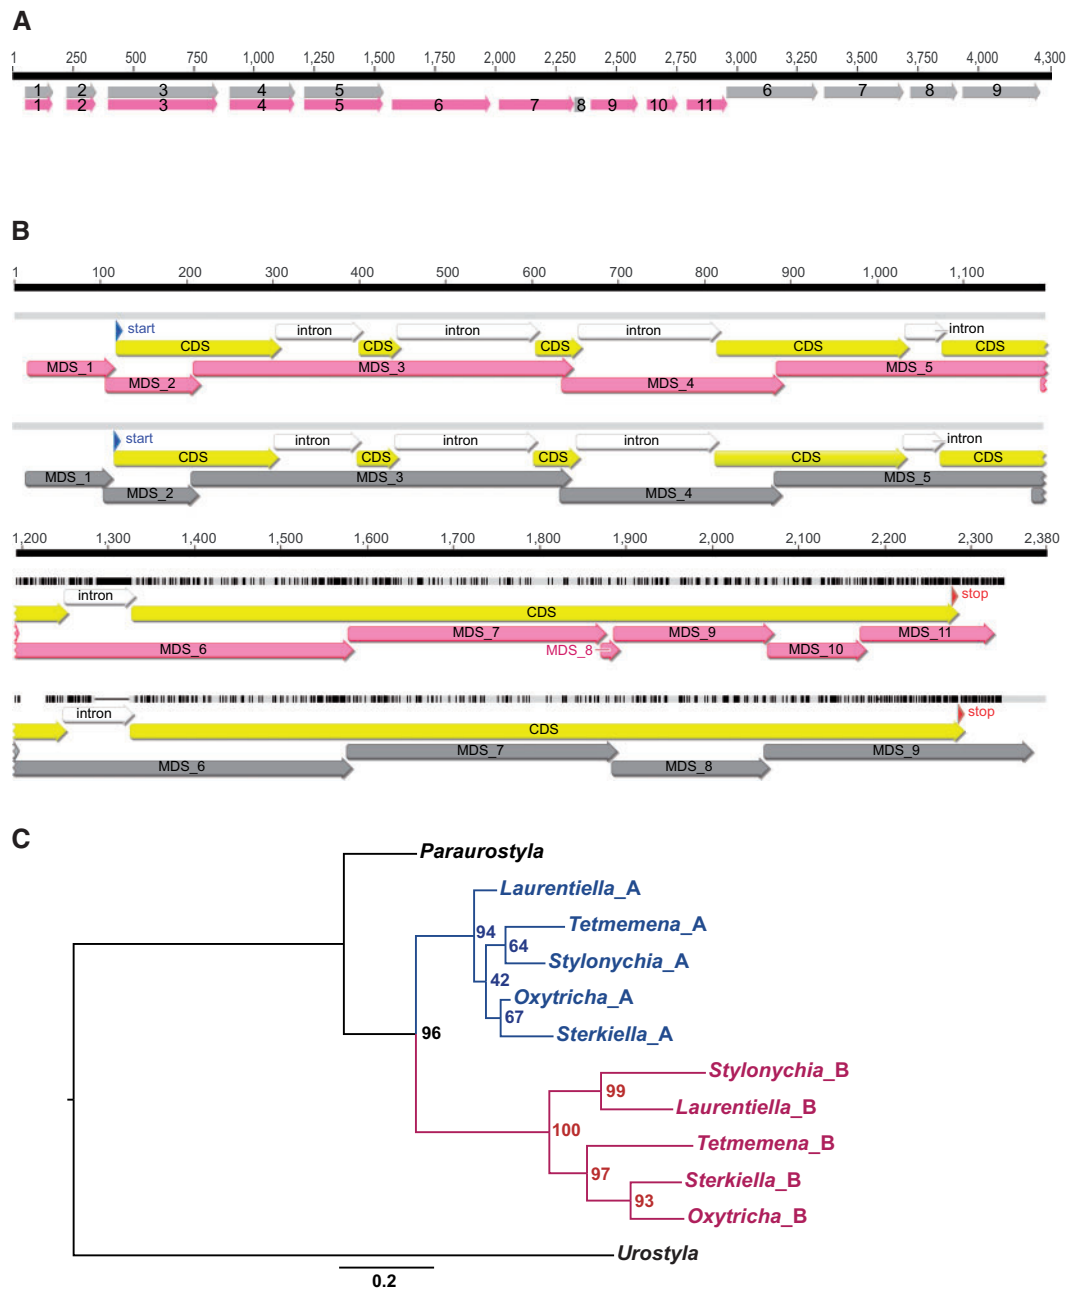 A
1 250 500 750 1,000 1,250 1,500 1,750 2,000 2,250 2,500 2,750 3,000 3,250 3,500 3,750 4,000 4,300
1 2 3 4 5 6 7 8 9
1 2 3 4 5 6 7 8 9 10 11
B
1 100 200 300 400 500 600 700 800 900 1,000 1,100
start intron intron intron intron
CDS CDS CDS CDS CDS
MDS_1 MDS_3 MDS_5
MDS_2 MDS_4
start intron intron intron intron
CDS CDS CDS CDS CDS
MDS_1 MDS_3 MDS_5
MDS_2 MDS_4
1,200 1,300 1,400 1,500 1,600 1,700 1,800 1,900 2,000 2,100 2,200 2,300 2,380
intron stop
CDS
MDS_7 MDS_9 MDS_11
MDS_6 MDS_8 MDS_10
intron stop
CDS
MDS_7 MDS_9
MDS_6 MDS_8
C
Paraurostyla
Laurentiella_A
Tetmemena_A
94
64
Stylonychia_A
42
Oxytricha_A
67
Sterkiella_A
96
Stylonychia_B
99
Laurentiella_B
100
Tetmemena_B
97
Sterkiella_B
93
Oxytricha_B
Urostyla
0.2